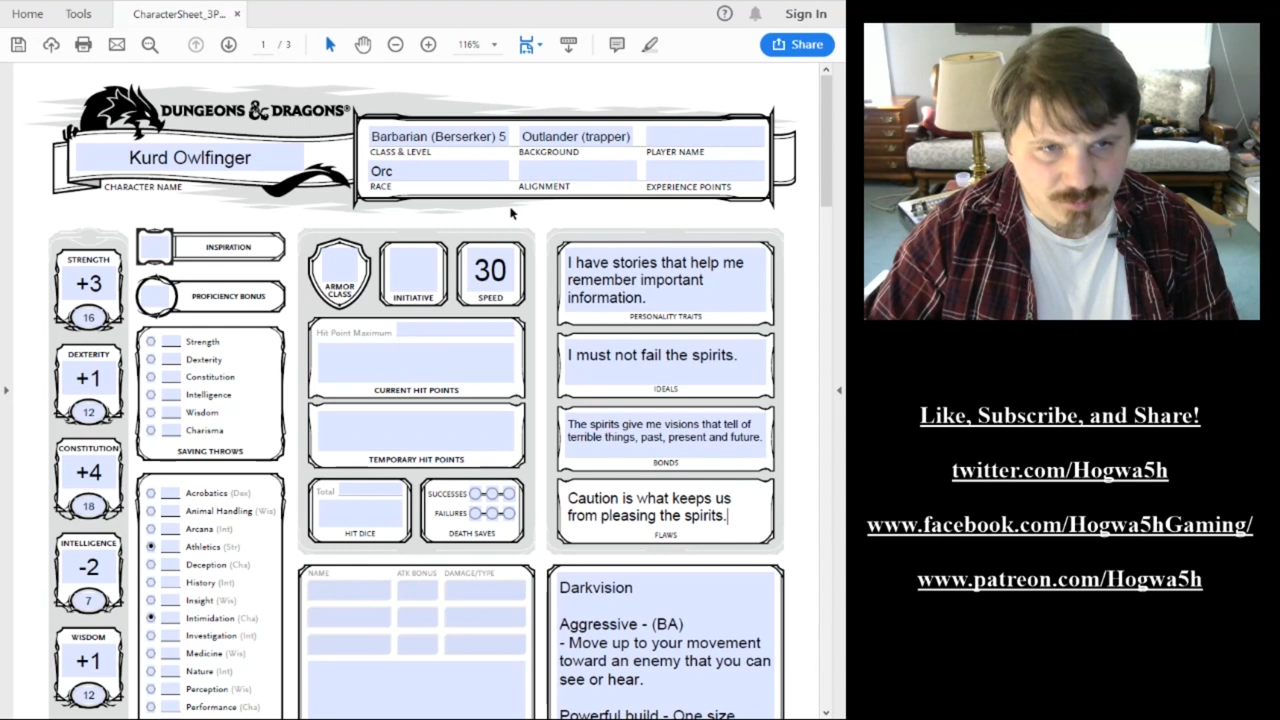 Home
Tools
CharacterSheet_3P...
×
Sign In
1 / 3
116%
Share
DUNGEONS & DRAGONS®
Kurd Owlfinger
CHARACTER NAME
Barbarian (Berserker) 5
Outlander (trapper)
CLASS & LEVEL
BACKGROUND
PLAYER NAME
Orc
RACE
ALIGNMENT
EXPERIENCE POINTS
STRENGTH
+3
16
DEXTERITY
+1
12
CONSTITUTION
+4
18
INTELLIGENCE
-2
7
WISDOM
+1
12
INSPIRATION
PROFICIENCY BONUS
Strength
Dexterity
Constitution
Intelligence
Wisdom
Charisma
SAVING THROWS
Acrobatics (Dex)
Animal Handling (Wis)
Arcana (Int)
Athletics (Str)
Deception (Cha)
History (Int)
Insight (Wis)
Intimidation (Cha)
Investigation (Int)
Medicine (Wis)
Nature (Int)
Perception (Wis)
Performance (Cha)
ARMOR
CLASS
INITIATIVE
30
SPEED
Hit Point Maximum
CURRENT HIT POINTS
TEMPORARY HIT POINTS
Total
HIT DICE
SUCCESSES
FAILURES
DEATH SAVES
NAME
ATK BONUS
DAMAGE/TYPE
I have stories that help me
remember important
information.
PERSONALITY TRAITS
I must not fail the spirits.
IDEALS
The spirits give me visions that tell of
terrible things, past, present and future.
BONDS
Caution is what keeps us
from pleasing the spirits.
FLAWS
Darkvision
Aggressive - (BA)
- Move up to your movement
toward an enemy that you can
see or hear.
Powerful build - One size
Like, Subscribe, and Share!
twitter.com/Hogwa5h
www.facebook.com/Hogwa5hGaming/
www.patreon.com/Hogwa5h